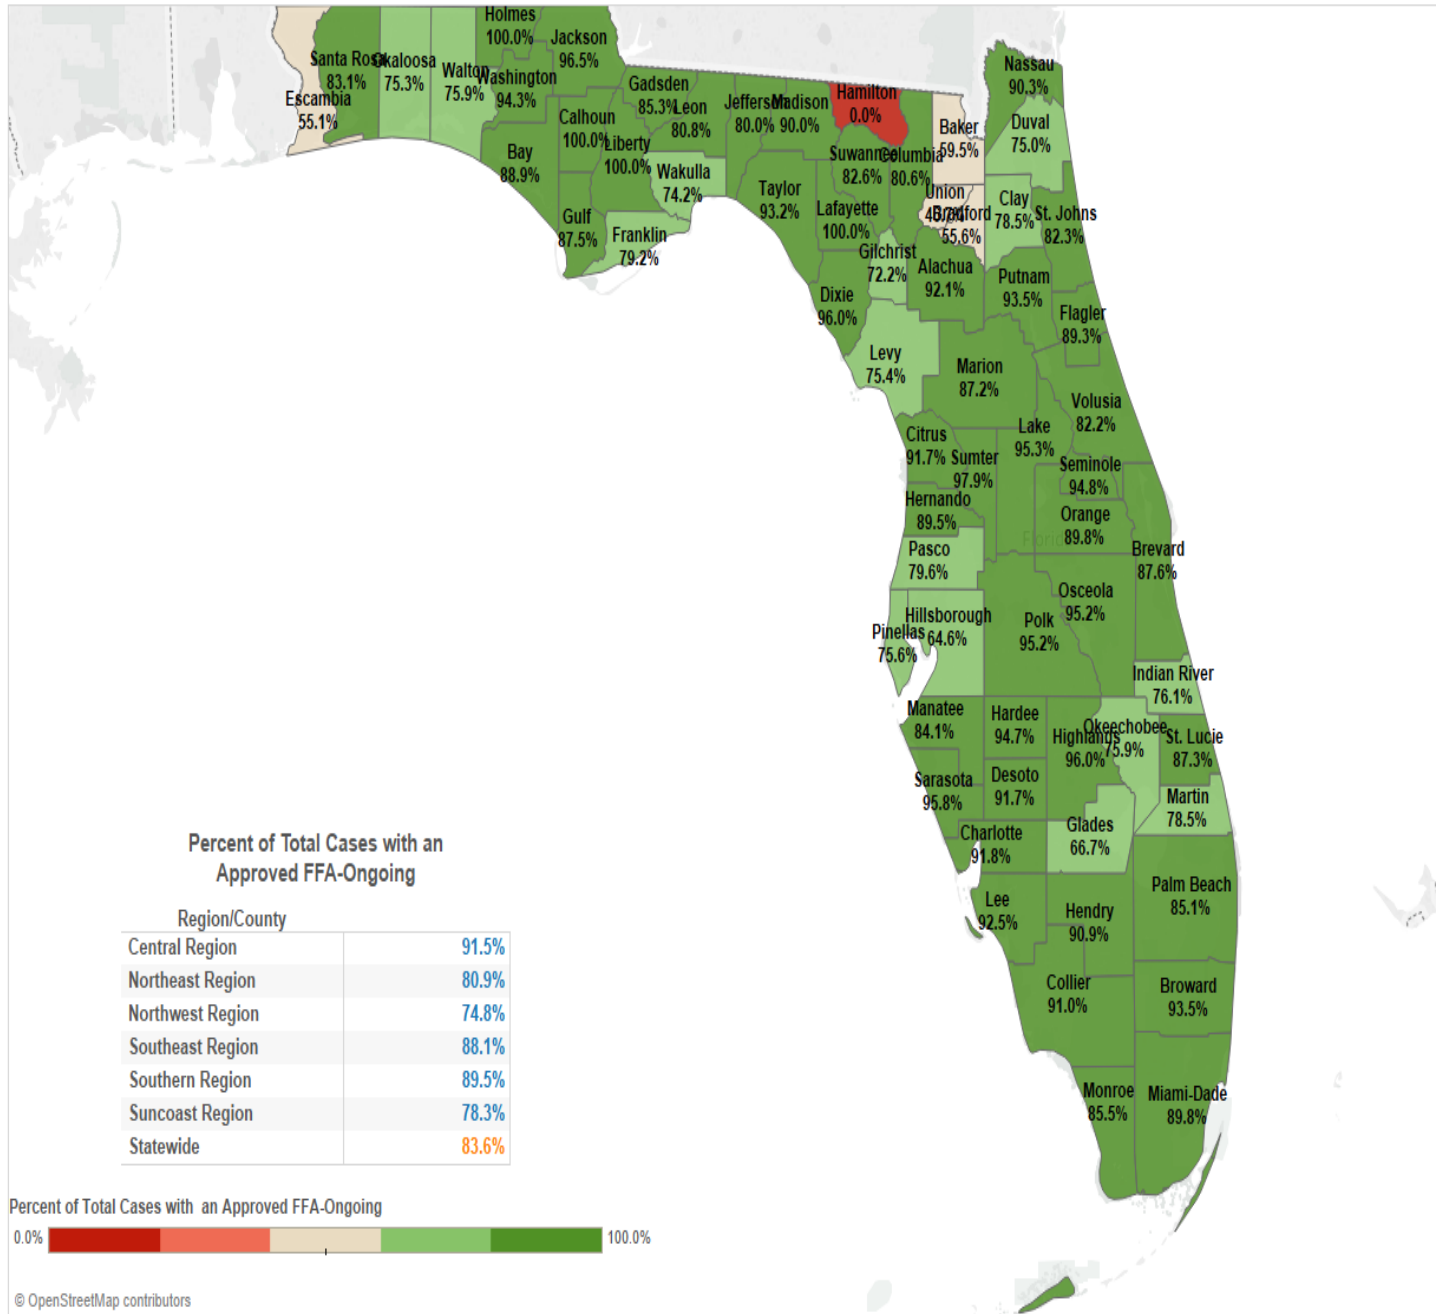 Holmes
100.0%
Jackson
96.5%
Santa Rosa
83.1%
Okaloosa
75.3%
Walton
75.9%
Washington
94.3%
Escambia
55.1%
Calhoun
100.0%
Bay
88.9%
Gadsden
85.3%
Leon
80.8%
Liberty
100.0%
Wakulla
74.2%
Gulf
87.5%
Franklin
79.2%
Jefferson
80.0%
Madison
90.0%
Hamilton
0.0%
Suwannee
82.6%
Columbia
80.6%
Taylor
93.2%
Lafayette
100.0%
Baker
59.5%
Nassau
90.3%
Duval
75.0%
Union
Bradford
55.6%
Clay
78.5%
St. Johns
82.3%
Gilchrist
72.2%
Alachua
92.1%
Putnam
93.5%
Dixie
96.0%
Flagler
89.3%
Levy
75.4%
Marion
87.2%
Volusia
82.2%
Citrus
91.7%
Sumter
97.9%
Lake
95.3%
Seminole
94.8%
Hernando
89.5%
Orange
89.8%
Pasco
79.6%
Brevard
87.6%
Osceola
95.2%
Polk
95.2%
Hillsborough
64.6%
Pinellas
75.6%
Indian River
76.1%
Manatee
84.1%
Hardee
94.7%
Highlands
96.0%
Okeechobee
75.9%
St. Lucie
87.3%
Sarasota
95.8%
Desoto
91.7%
Martin
78.5%
Charlotte
91.8%
Glades
66.7%
Lee
92.5%
Hendry
90.9%
Palm Beach
85.1%
Collier
91.0%
Broward
93.5%
Monroe
85.5%
Miami-Dade
89.8%
Percent of Total Cases with an
Approved FFA-Ongoing
Region/County
Central Region 91.5%
Northeast Region 80.9%
Northwest Region 74.8%
Southeast Region 88.1%
Southern Region 89.5%
Suncoast Region 78.3%
Statewide 83.6%
Percent of Total Cases with an Approved FFA-Ongoing
0.0% 100.0%
© OpenStreetMap contributors